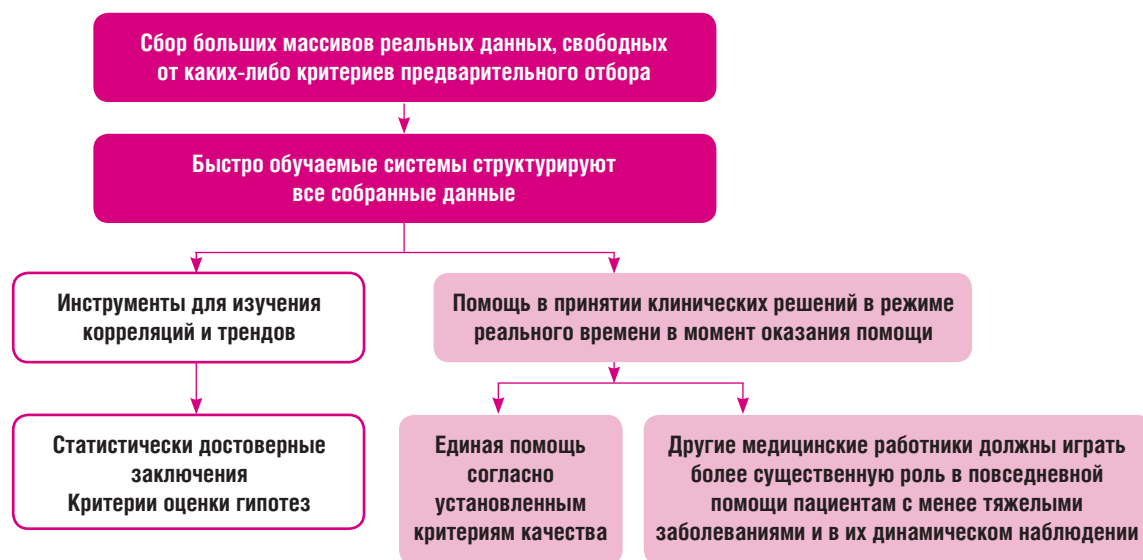 Сбор больших массивов реальных данных, свободных
от каких-либо критериев предварительного отбора
Быстро обучаемые системы структурируют
все собранные данные
Инструменты для изучения
корреляций и трендов
Помощь в принятии клинических решений в режиме
реального времени в момент оказания помощи
Статистически достоверные
заключения
Критерии оценки гипотез
Единая помощь
согласно
установленным
критериям качества
Другие медицинские работники должны играть
более существенную роль в повседневной
помощи пациентам с менее тяжелыми
заболеваниями и в их динамическом наблюдении